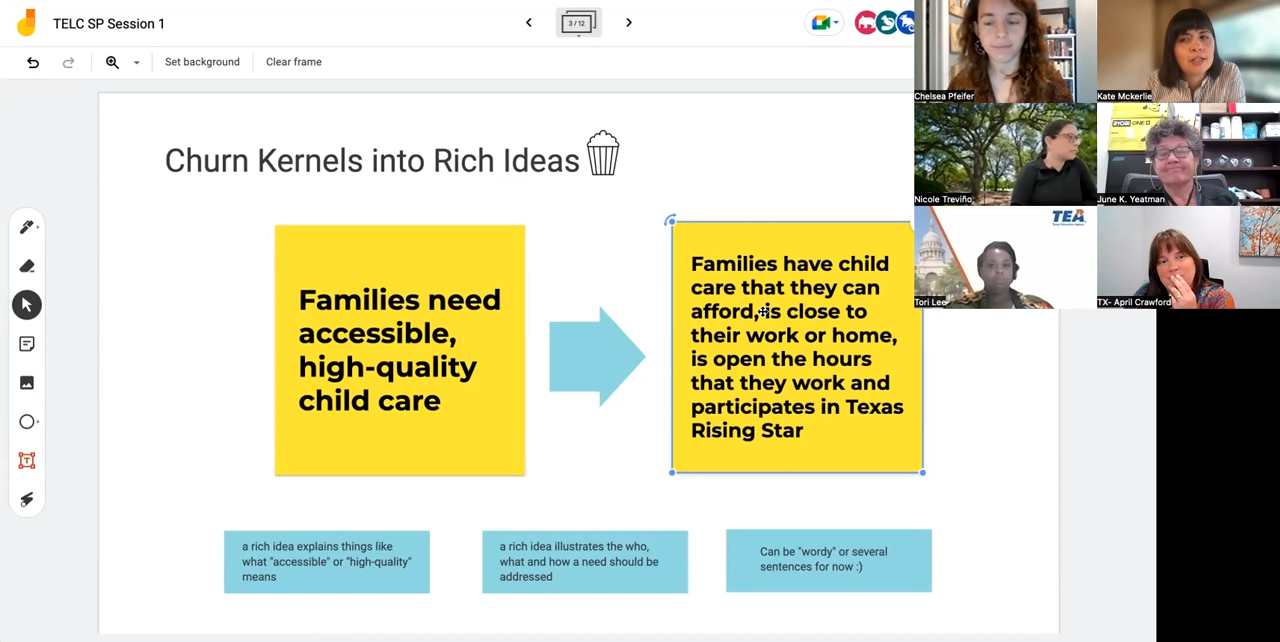 TELC SP Session 1
3 / 12
Set background
Clear frame
Churn Kernels into Rich Ideas
Families need
accessible,
high-quality
child care
Families have child
care that they can
afford, is close to
their work or home,
is open the hours
that they work and
participates in Texas
Rising Star
a rich idea explains things like
what "accessible" or "high-quality"
means
a rich idea illustrates the who,
what and how a need should be
addressed
Can be "wordy" or several
sentences for now :)
Chelsea Pfeifer
Kate Mckerlie
Nicole Treviño
RYOBI ONE+
June K. Yeatman
TEA
Tori Lee
TX- April Crawford